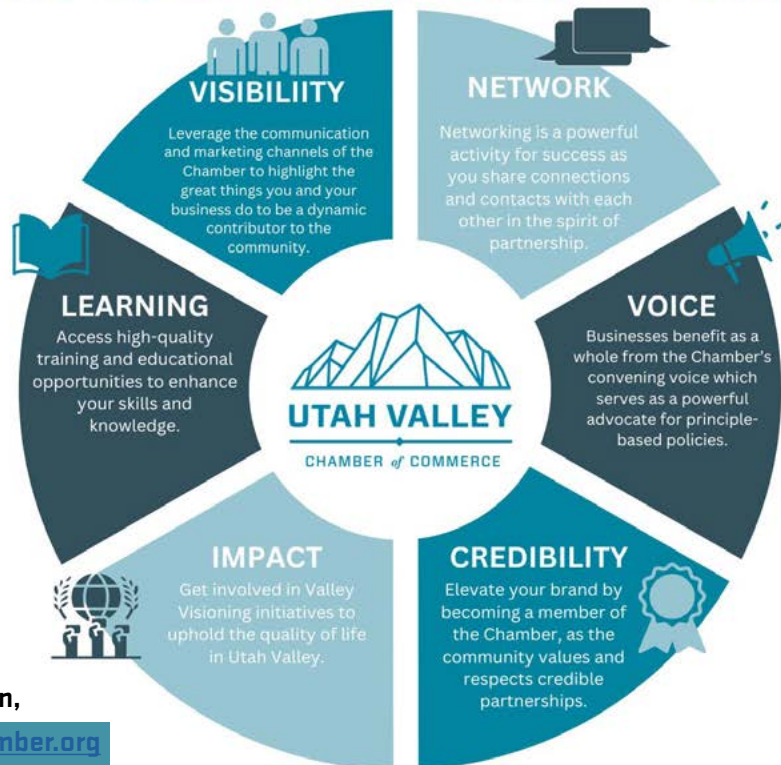 VISIBILIITY
Leverage the communication
and marketing channels of the
Chamber to highlight the
great things you and your
business do to be a dynamic
contributor to the
community.
NETWORK
Networking is a powerful
activity for success as
you share connections
and contacts with each
other in the spirit of
partnership.
LEARNING
Access high-quality
training and educational
opportunities to enhance
your skills and
knowledge.
VOICE
Businesses benefit as a
whole from the Chamber's
convening voice which
serves as a powerful
advocate for principle-
based policies.
UTAH VALLEY
CHAMBER of COMMERCE
IMPACT
Get involved in Valley
Visioning initiatives to
uphold the quality of life
in Utah Valley.
CREDIBILITY
Elevate your brand by
becoming a member of
the Chamber, as the
community values and
respects credible
partnerships.
n,
mber.org